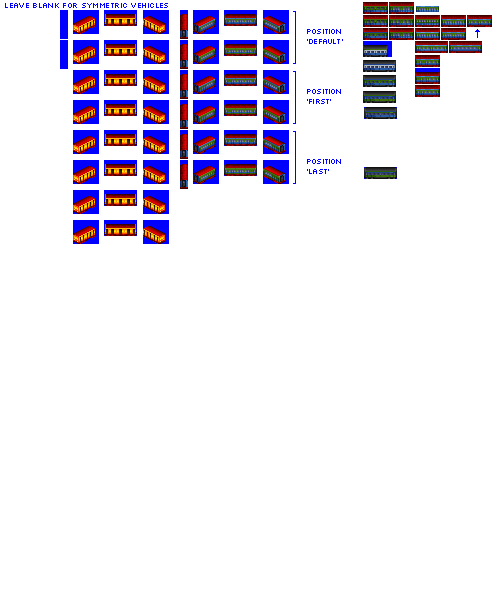 LEAVE BLANK FOR SYMMETRIC VEHICLES
POSITION
'DEFAULT'
POSITION
'FIRST'
POSITION
'LAST'